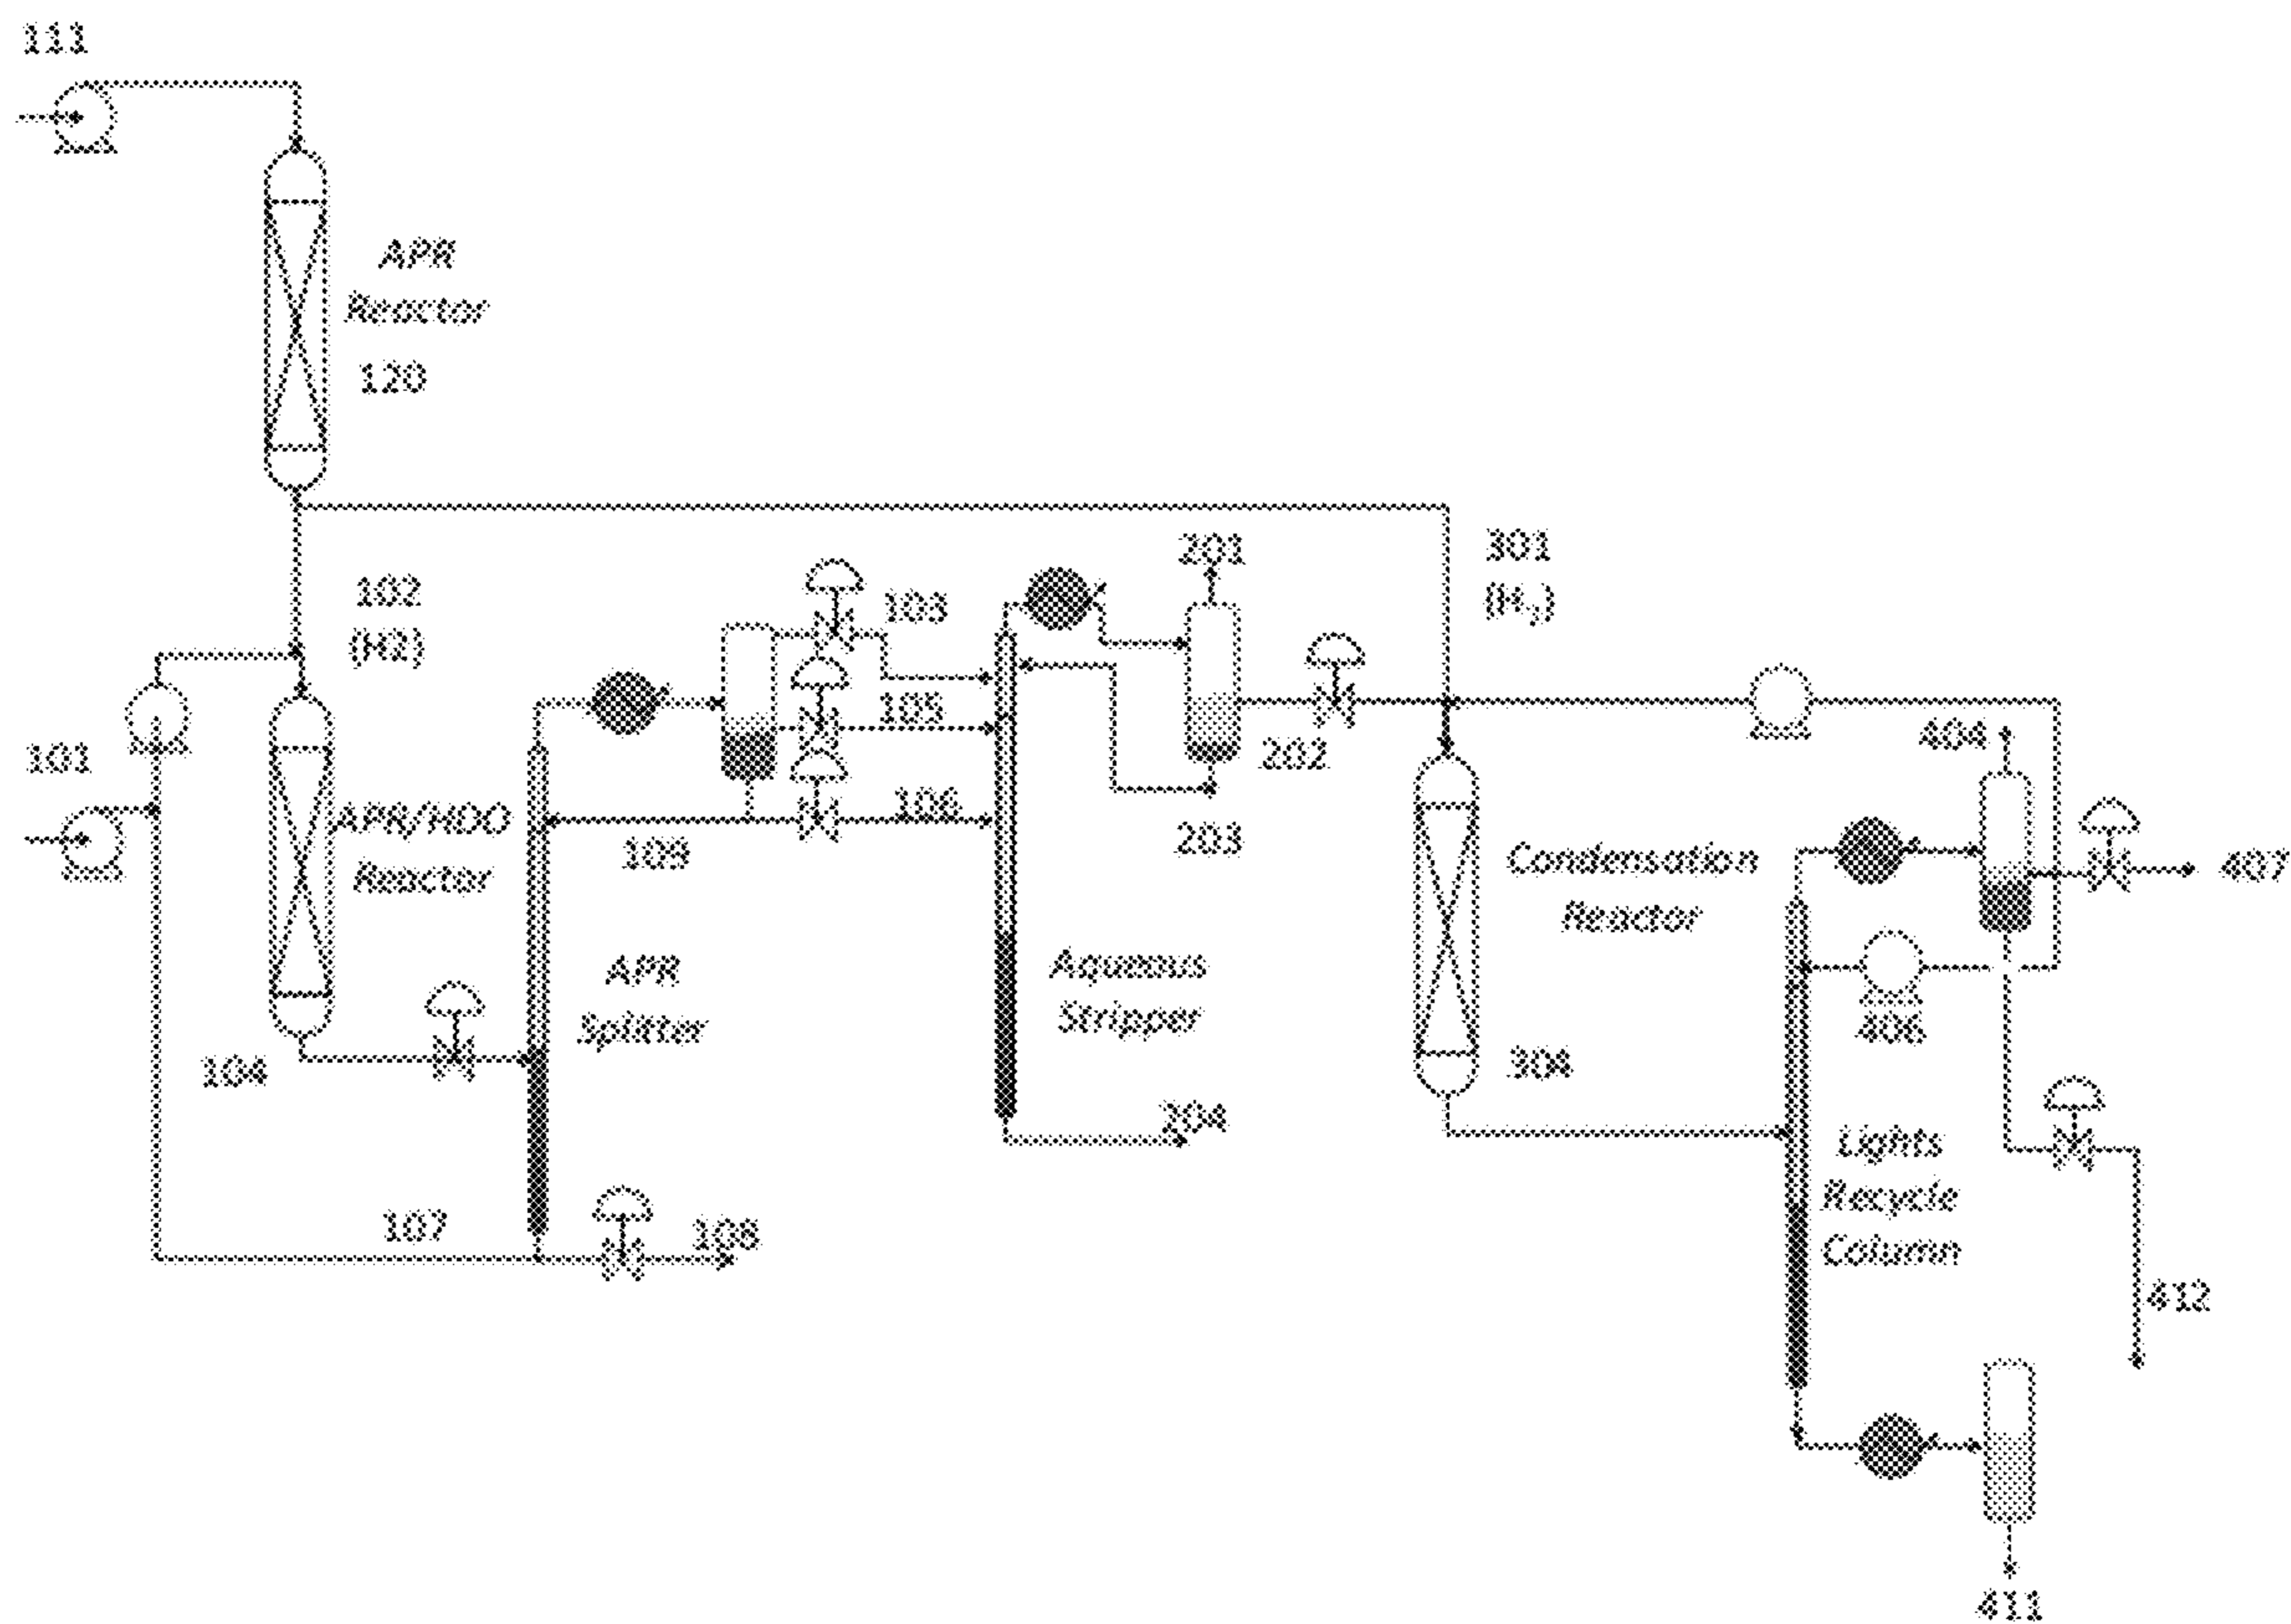 111
APR
Reactor
120
102
(H2)
101
APR/HDO
Reactor
104
107
108
APR
Splitter
109
103
105
106
Aqueous
Stripper
204
201
202
203
301
(H₂)
Condensation
Reactor
304
404
407
406
Lights
Recycle
Column
412
411